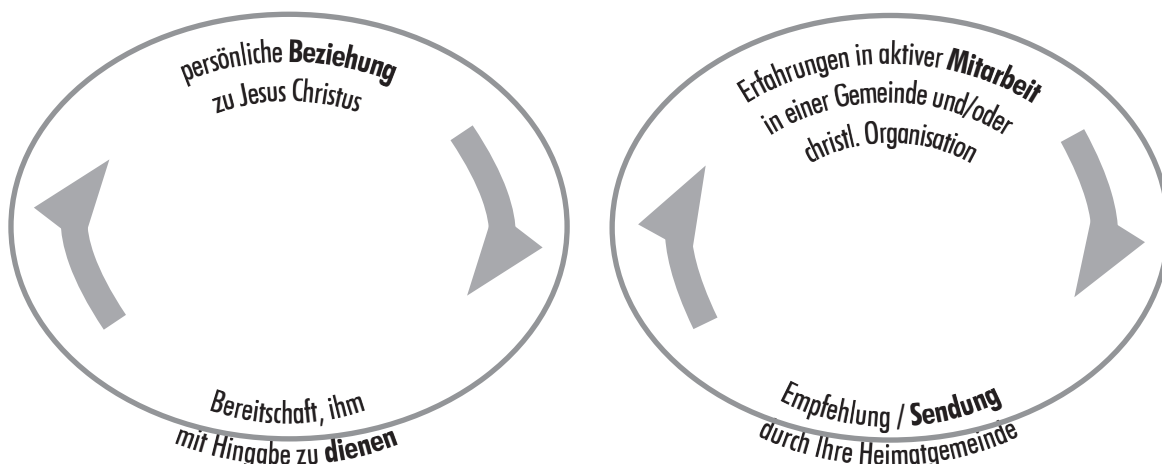 persönliche Beziehung
zu Jesus Christus
Bereitschaft, ihm
mit Hingabe zu dienen
Erfahrungen in aktiver Mitarbeit
in einer Gemeinde und/oder
christl. Organisation
Empfehlung / Sendung
durch Ihre Heimatgemeinde